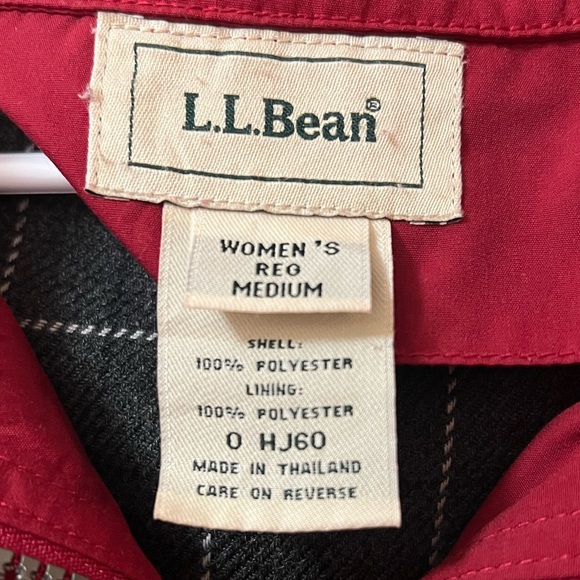 L.L.Bean®
WOMEN'S
REG
MEDIUM
SHELL:
100% POLYESTER
LINING:
100% POLYESTER
0 HJ60
MADE IN THAILAND
CARE ON REVERSE